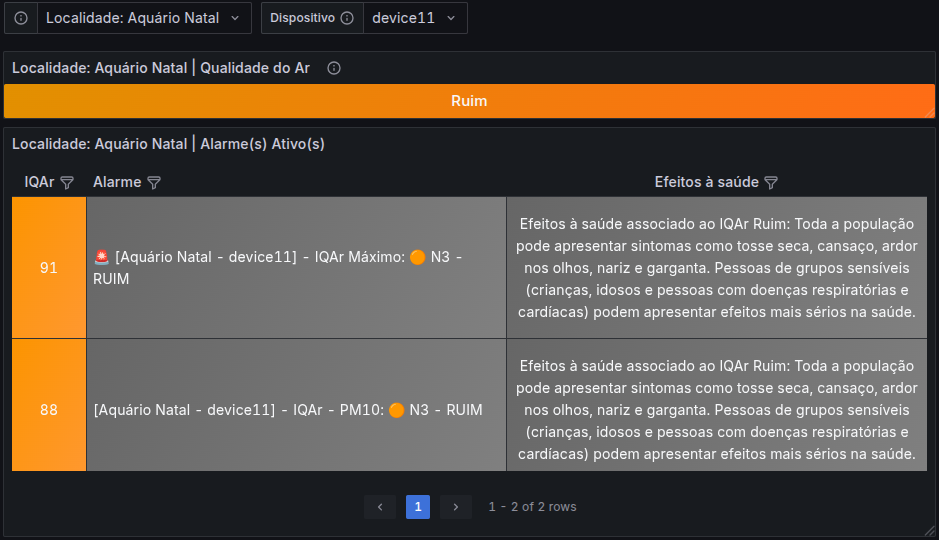 Localidade: Aquário Natal
Dispositivo
device11
Localidade: Aquário Natal | Qualidade do Ar
Ruim
Localidade: Aquário Natal | Alarme(s) Ativo(s)
IQAr
Alarme
Efeitos à saúde
91
🚨 [Aquário Natal - device11] - IQAr Máximo: 🟠 N3 -
RUIM
Efeitos à saúde associado ao IQAr Ruim: Toda a população
pode apresentar sintomas como tosse seca, cansaço, ardor
nos olhos, nariz e garganta. Pessoas de grupos sensíveis
(crianças, idosos e pessoas com doenças respiratórias e
cardíacas) podem apresentar efeitos mais sérios na saúde.
88
[Aquário Natal - device11] - IQAr - PM10: 🟠 N3 - RUIM
Efeitos à saúde associado ao IQAr Ruim: Toda a população
pode apresentar sintomas como tosse seca, cansaço, ardor
nos olhos, nariz e garganta. Pessoas de grupos sensíveis
(crianças, idosos e pessoas com doenças respiratórias e
cardíacas) podem apresentar efeitos mais sérios na saúde.
1
1 - 2 of 2 rows